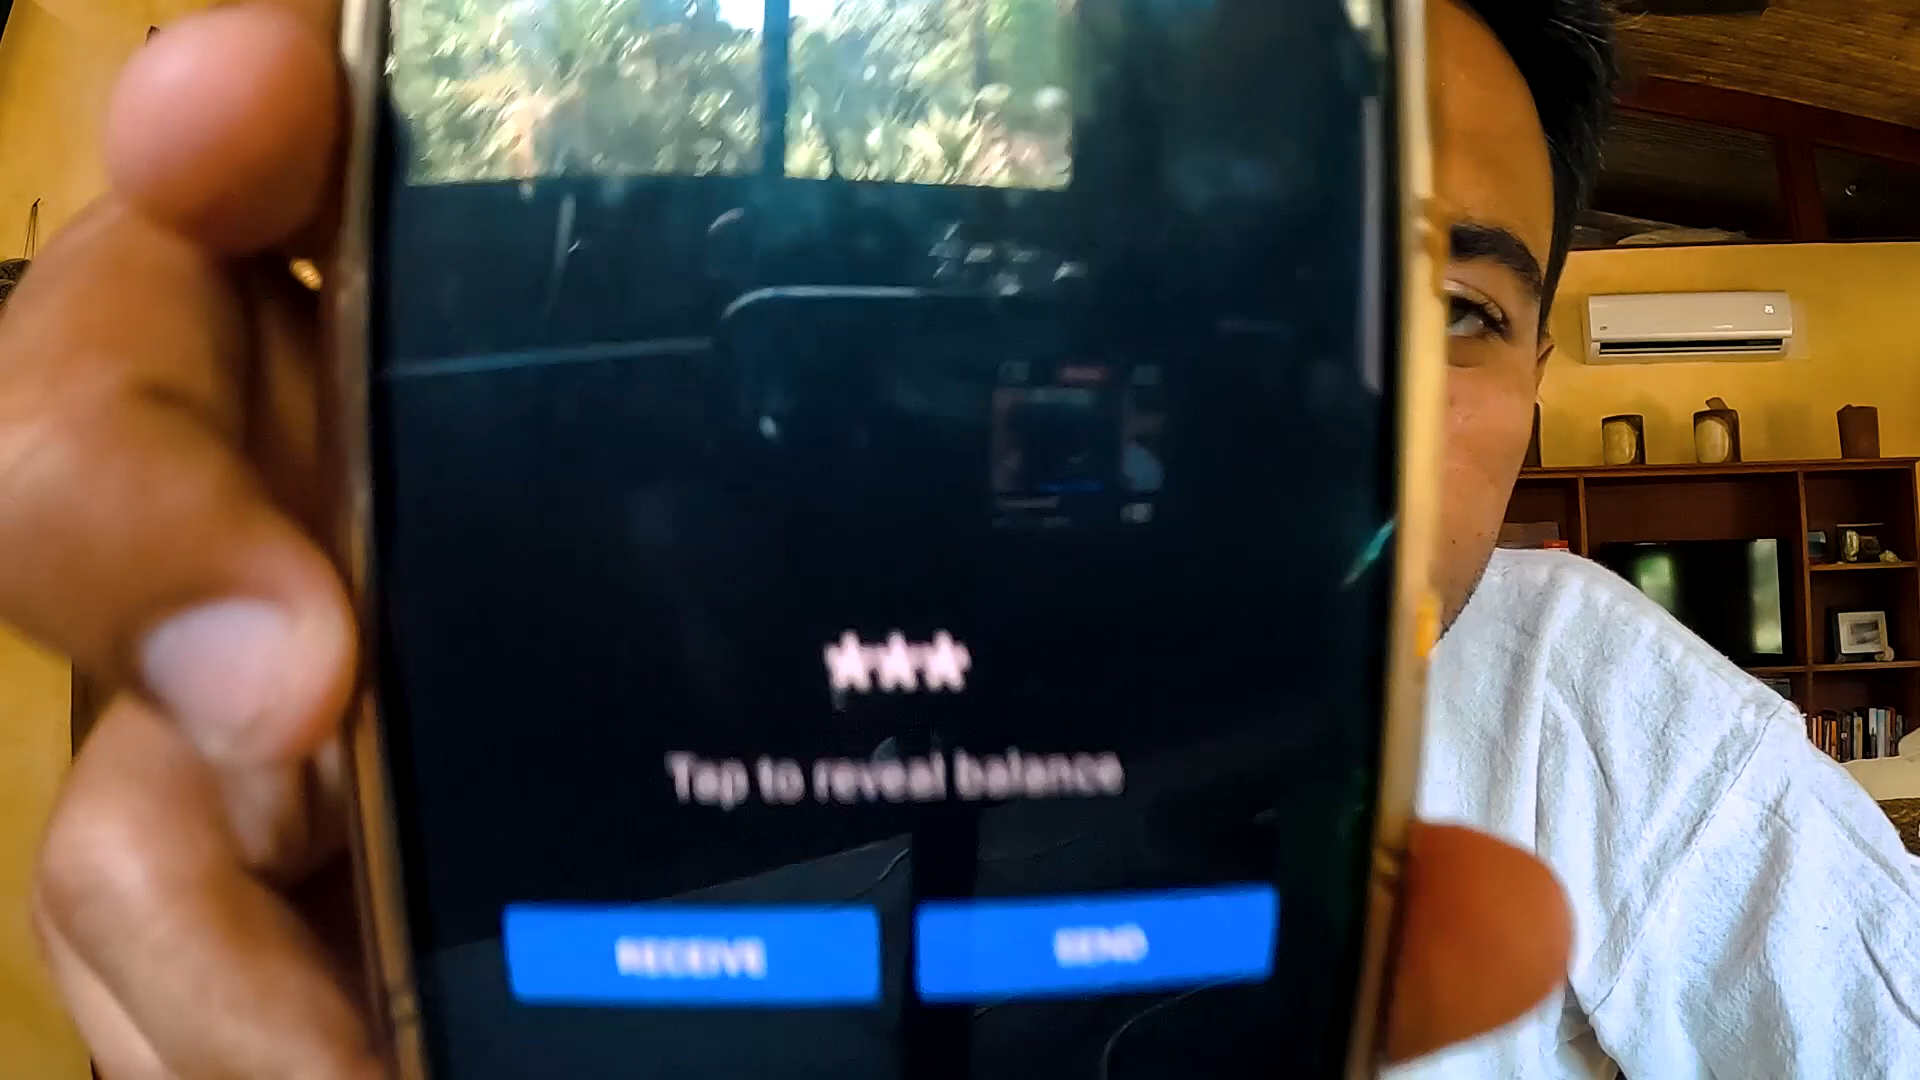 ***
Tap to reveal balance
RECEIVE
SEND